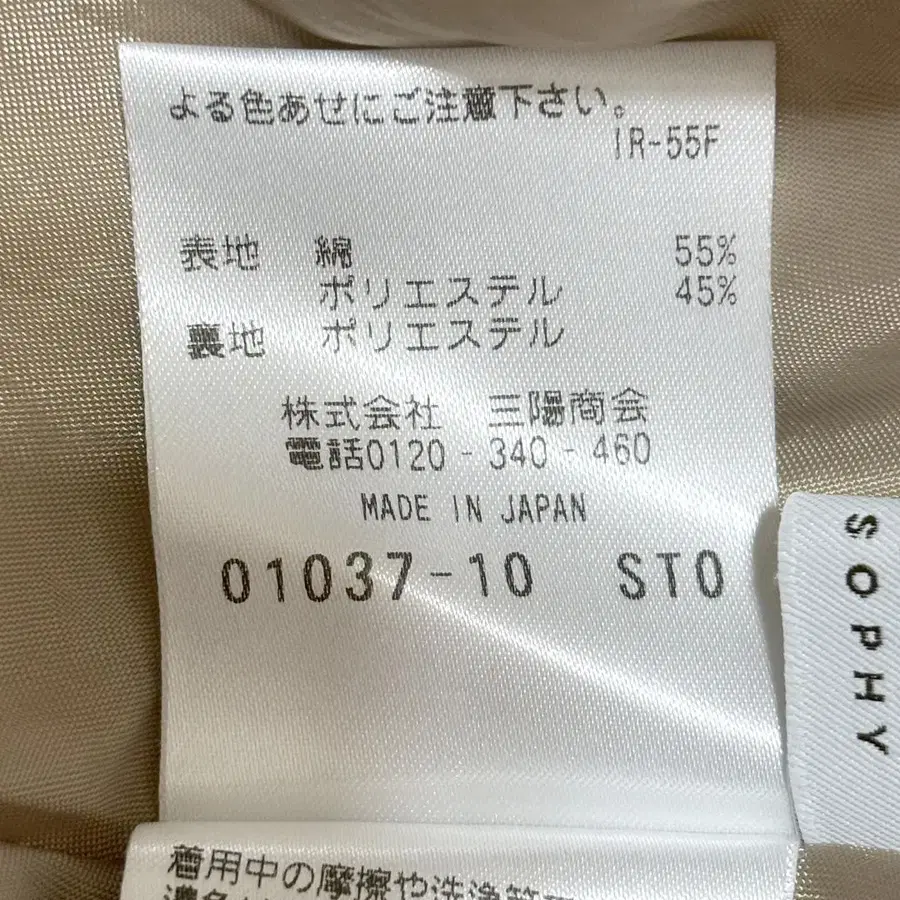 よる色あせにご注意下さい。
IR-55F
表地 綿 55%
ポリエステル 45%
裏地 ポリエステル
株式会社 三陽商会
電話0120-340-460
MADE IN JAPAN
01037-10 STO
SOPHY
着用中の摩擦や洗浄等